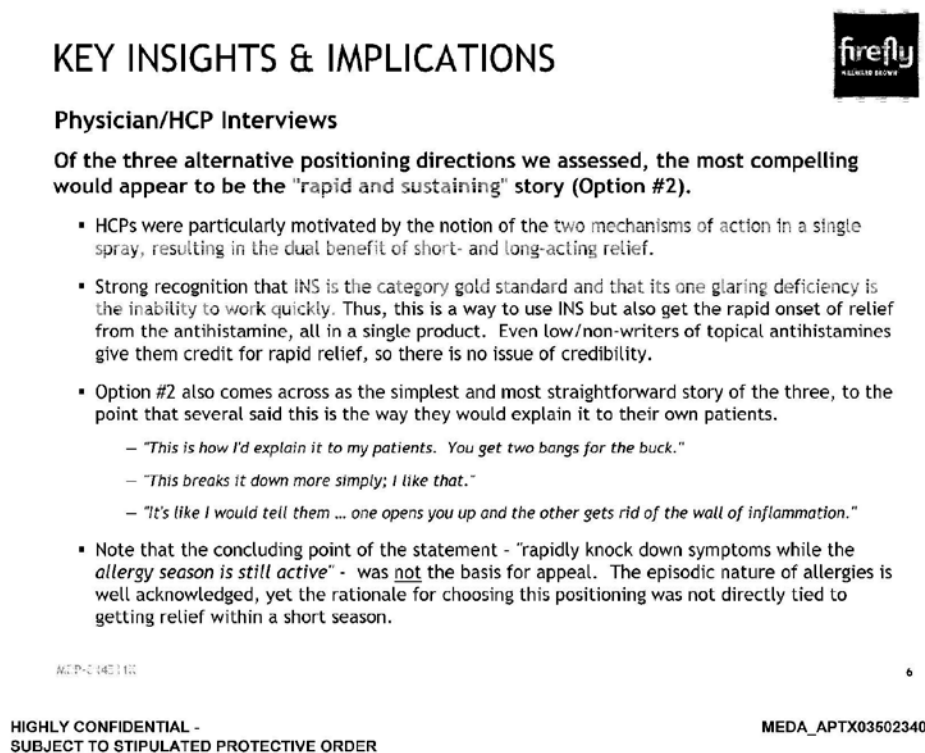 KEY INSIGHTS & IMPLICATIONS
firefly
MILLWARD BROWN
Physician/HCP Interviews
Of the three alternative positioning directions we assessed, the most compelling
would appear to be the "rapid and sustaining" story (Option #2).
▪ HCPs were particularly motivated by the notion of the two mechanisms of action in a single
spray, resulting in the dual benefit of short- and long-acting relief.
▪ Strong recognition that INS is the category gold standard and that its one glaring deficiency is
the inability to work quickly. Thus, this is a way to use INS but also get the rapid onset of relief
from the antihistamine, all in a single product. Even low/non-writers of topical antihistamines
give them credit for rapid relief, so there is no issue of credibility.
▪ Option #2 also comes across as the simplest and most straightforward story of the three, to the
point that several said this is the way they would explain it to their own patients.
— "This is how I'd explain it to my patients. You get two bangs for the buck."
— "This breaks it down more simply; I like that."
— "It's like I would tell them ... one opens you up and the other gets rid of the wall of inflammation."
▪ Note that the concluding point of the statement - "rapidly knock down symptoms while the
allergy season is still active" - was not the basis for appeal. The episodic nature of allergies is
well acknowledged, yet the rationale for choosing this positioning was not directly tied to
getting relief within a short season.
6
HIGHLY CONFIDENTIAL -
SUBJECT TO STIPULATED PROTECTIVE ORDER
MEDA_APTX03502340